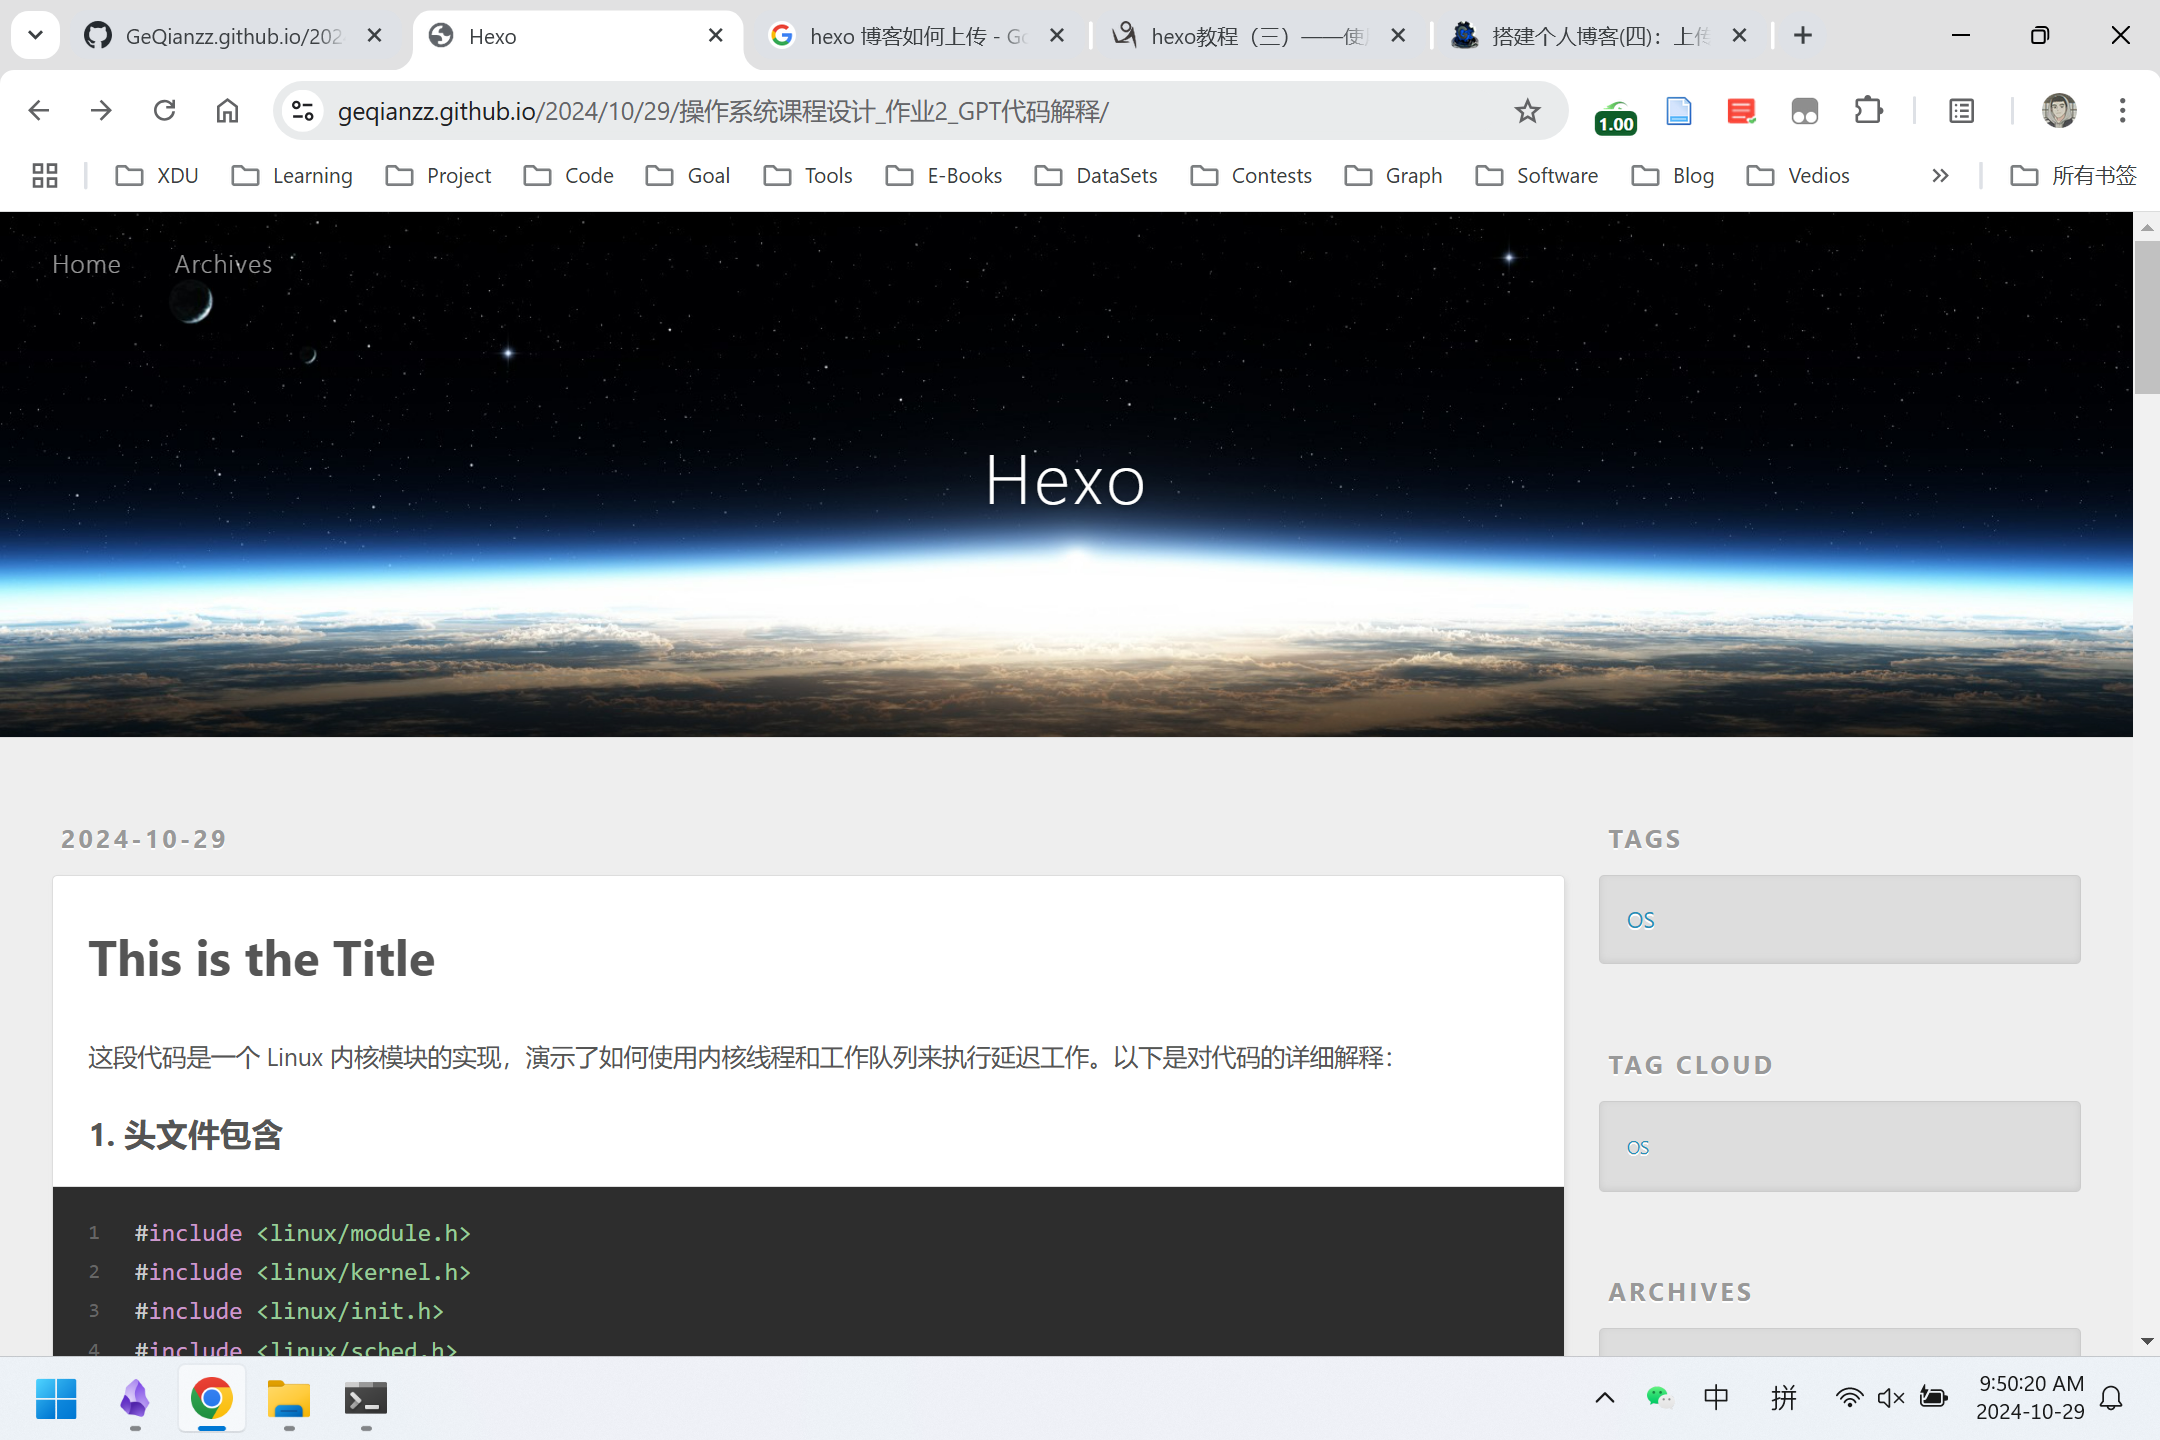 GeQianzz.github.io/202
Hexo
hexo 博客如何上传 - Go
hexo教程（三）——使
搭建个人博客(四)：上传
geqianzz.github.io/2024/10/29/操作系统课程设计_作业2_GPT代码解释/
1.00
XDU
Learning
Project
Code
Goal
Tools
E-Books
DataSets
Contests
Graph
Software
Blog
Vedios
所有书签
Home
Archives
Hexo
2024-10-29
This is the Title
这段代码是一个 Linux 内核模块的实现，演示了如何使用内核线程和工作队列来执行延迟工作。以下是对代码的详细解释：
1. 头文件包含
1 #include <linux/module.h>
2 #include <linux/kernel.h>
3 #include <linux/init.h>
4 #include <linux/sched.h>
TAGS
OS
TAG CLOUD
OS
ARCHIVES
中
拼
9:50:20 AM
2024-10-29